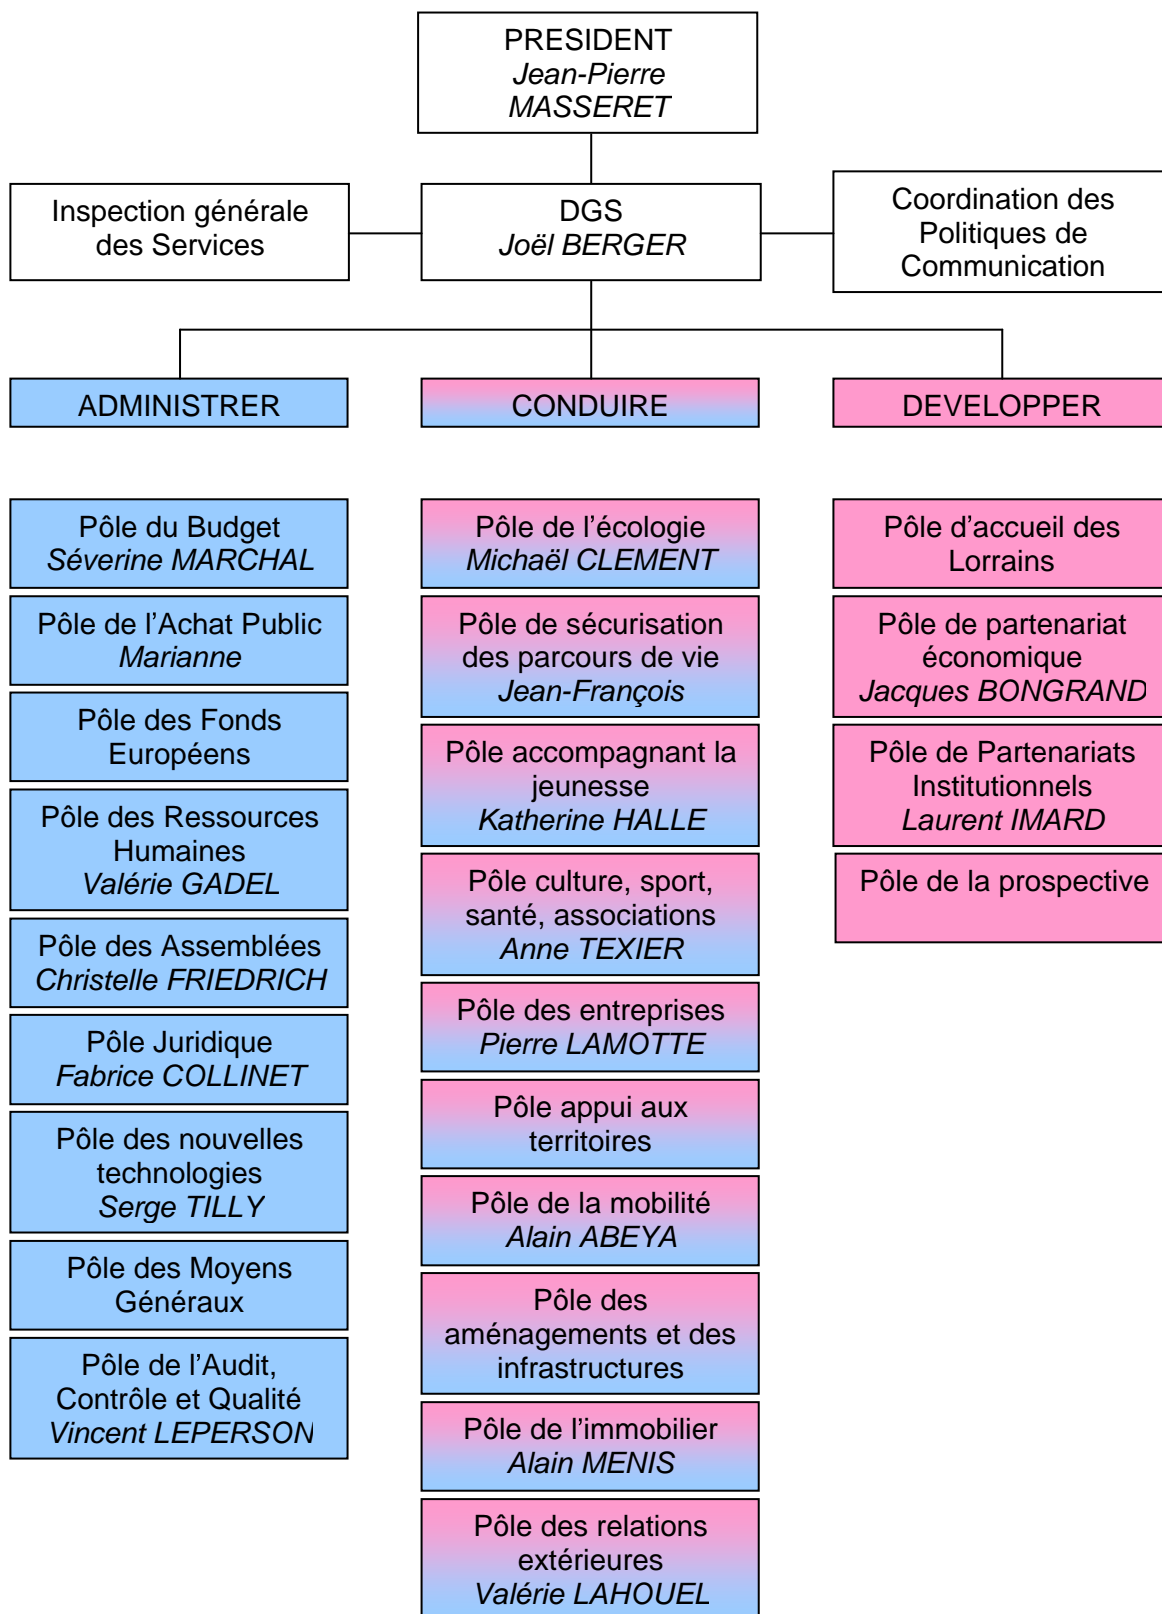 PRESIDENT
Jean-Pierre
MASSERET
Inspection générale
des Services
DGS
Joël BERGER
Coordination des
Politiques de
Communication
ADMINISTRER
CONDUIRE
DEVELOPPER
Pôle du Budget
Séverine MARCHAL
Pôle de l’Achat Public
Marianne
Pôle des Fonds
Européens
Pôle des Ressources
Humaines
Valérie GADEL
Pôle des Assemblées
Christelle FRIEDRICH
Pôle Juridique
Fabrice COLLINET
Pôle des nouvelles
technologies
Serge TILLY
Pôle des Moyens
Généraux
Pôle de l’Audit,
Contrôle et Qualité
Vincent LEPERSON
Pôle de l’écologie
Michaël CLEMENT
Pôle de sécurisation
des parcours de vie
Jean-François
Pôle accompagnant la
jeunesse
Katherine HALLE
Pôle culture, sport,
santé, associations
Anne TEXIER
Pôle des entreprises
Pierre LAMOTTE
Pôle appui aux
territoires
Pôle de la mobilité
Alain ABEYA
Pôle des
aménagements et des
infrastructures
Pôle de l’immobilier
Alain MENIS
Pôle des relations
extérieures
Valérie LAHOUEL
Pôle d’accueil des
Lorrains
Pôle de partenariat
économique
Jacques BONGRAND
Pôle de Partenariats
Institutionnels
Laurent IMARD
Pôle de la prospective